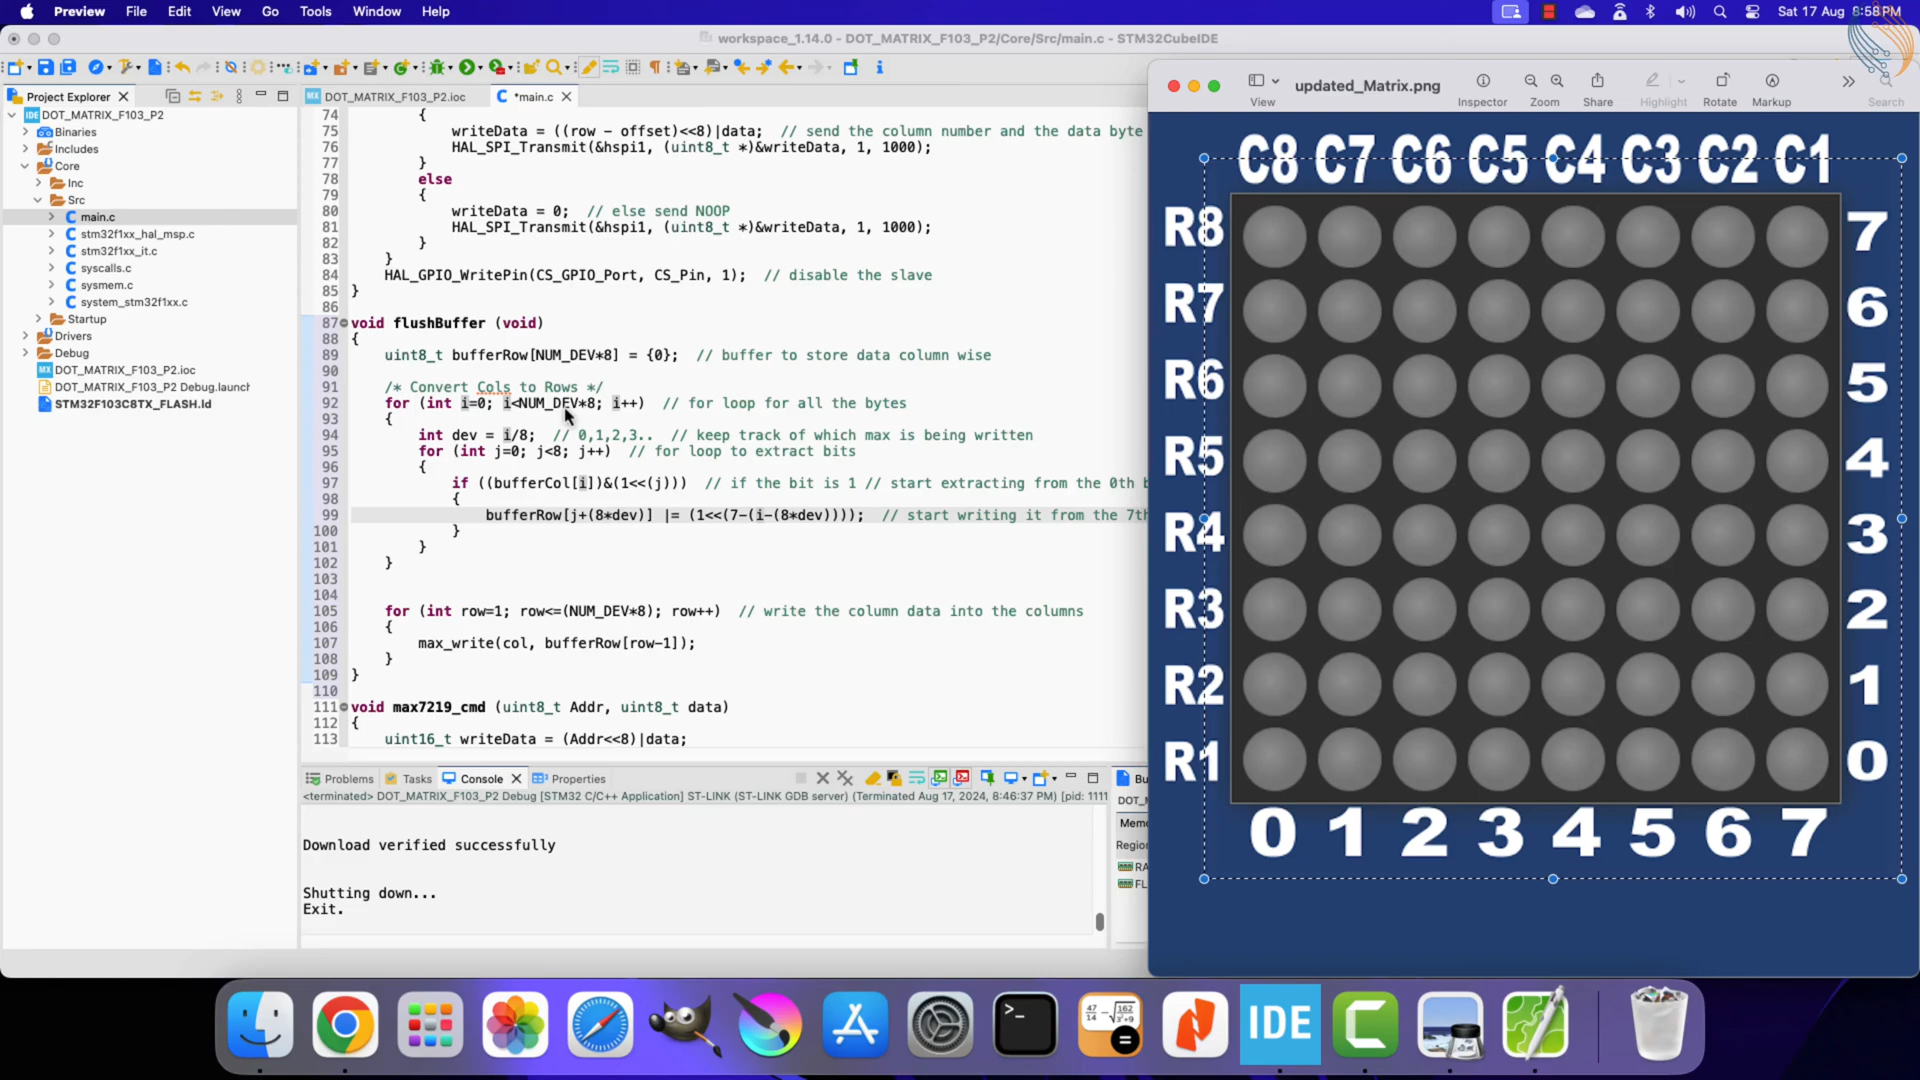 Preview File Edit View Go Tools Window Help
Sat 17 Aug 8:58PM
workspace_1.14.0 - DOT_MATRIX_F103_P2/Core/Src/main.c - STM32CubeIDE
Project Explorer
DOT_MATRIX_F103_P2
Binaries
Includes
Core
Inc
Src
main.c
stm32f1xx_hal_msp.c
stm32f1xx_it.c
syscalls.c
sysmem.c
system_stm32f1xx.c
Startup
Drivers
Debug
DOT_MATRIX_F103_P2.ioc
DOT_MATRIX_F103_P2 Debug.launch
STM32F103C8TX_FLASH.ld
DOT_MATRIX_F103_P2.ioc
*main.c
74 {
75 writeData = ((row - offset)<<8)|data; // send the column number and the data byte
76 HAL_SPI_Transmit(&hspi1, (uint8_t *)&writeData, 1, 1000);
77 }
78 else
79 {
80 writeData = 0; // else send NOOP
81 HAL_SPI_Transmit(&hspi1, (uint8_t *)&writeData, 1, 1000);
82 }
83 }
84 HAL_GPIO_WritePin(CS_GPIO_Port, CS_Pin, 1); // disable the slave
85 }
86
87 void flushBuffer (void)
88 {
89 uint8_t bufferRow[NUM_DEV*8] = {0}; // buffer to store data column wise
90
91 /* Convert Cols to Rows */
92 for (int i=0; i<NUM_DEV*8; i++) // for loop for all the bytes
93 {
94 int dev = i/8; // 0,1,2,3.. // keep track of which max is being written
95 for (int j=0; j<8; j++) // for loop to extract bits
96 {
97 if ((bufferCol[i])&(1<<(j))) // if the bit is 1 // start extracting from the 0th b
98 {
99 bufferRow[j+(8*dev)] |= (1<<(7-(i-(8*dev)))); // start writing it from the 7th
100 }
101 }
102 }
103
104
105 for (int row=1; row<=(NUM_DEV*8); row++) // write the column data into the columns
106 {
107 max_write(col, bufferRow[row-1]);
108 }
109 }
110
111 void max7219_cmd (uint8_t Addr, uint8_t data)
112 {
113 uint16_t writeData = (Addr<<8)|data;
Problems Tasks Console Properties
<terminated> DOT_MATRIX_F103_P2 Debug [STM32 C/C++ Application] ST-LINK (ST-LINK GDB server) (Terminated Aug 17, 2024, 8:46:37 PM) [pid: 1111
Download verified successfully
Shutting down...
Exit.
Bu
DOT_
Memo
Region
RA
FL
updated_Matrix.png
View Inspector Zoom Share Highlight Rotate Markup Search
C8 C7 C6 C5 C4 C3 C2 C1
R8 7
R7 6
R6 5
R5 4
R4 3
R3 2
R2 1
R1 0
0 1 2 3 4 5 6 7
IDE